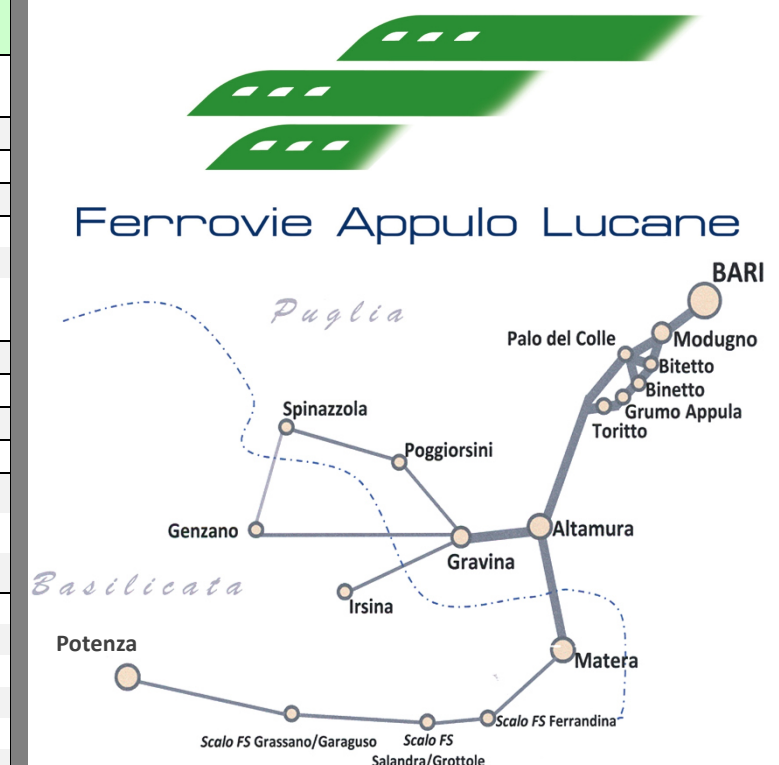 Ferrovie Appulo Lucane
BARI
Puglia
Palo del Colle
Modugno
Bitetto
Binetto
Spinazzola
Grumo Appula
Toritto
Poggiorsini
Genzano
Altamura
Gravina
Basilicata
Irsina
Potenza
Matera
Scalo FS Ferrandina
Scalo FS Grassano/Garaguso
Scalo FS
Salandra/Grottole